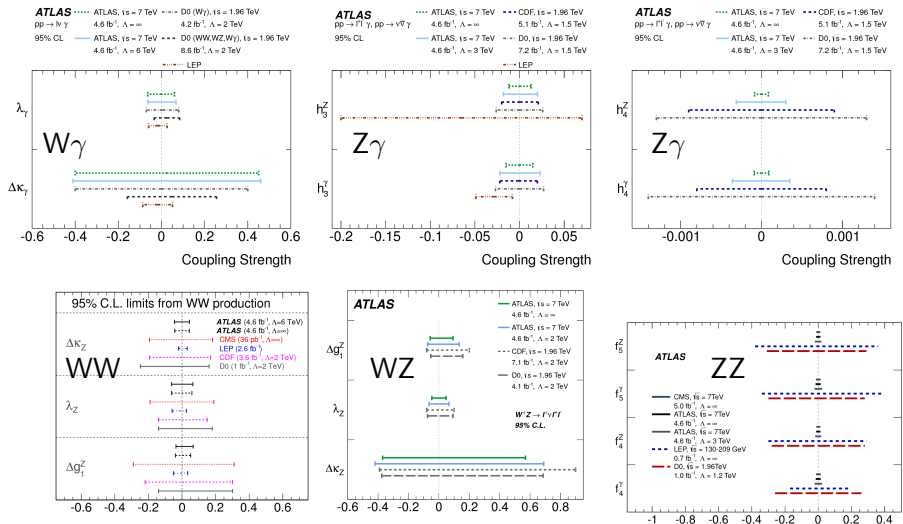 ATLAS
pp→ lν γ
95% CL
ATLAS, √s = 7 TeV
4.6 fb⁻¹, Λ = ∞
ATLAS, √s = 7 TeV
4.6 fb⁻¹, Λ = 6 TeV
D0 (Wγ), √s = 1.96 TeV
4.2 fb⁻¹, Λ = 2 TeV
D0 (WW,WZ,Wγ), √s = 1.96 TeV
8.6 fb⁻¹, Λ = 2 TeV
LEP
λγ
Wγ
Δκγ
-0.6 -0.4 -0.2 0 0.2 0.4 0.6
Coupling Strength
ATLAS
pp→ l⁺l⁻ γ, pp→ νν̄ γ
95% CL
ATLAS, √s = 7 TeV
4.6 fb⁻¹, Λ = ∞
ATLAS, √s = 7 TeV
4.6 fb⁻¹, Λ = 3 TeV
CDF, √s = 1.96 TeV
5.1 fb⁻¹, Λ = 1.5 TeV
D0, √s = 1.96 TeV
7.2 fb⁻¹, Λ = 1.5 TeV
LEP
h₃ᶻ
Zγ
h₃ᵞ
-0.2 -0.15 -0.1 -0.05 0 0.05
Coupling Strength
ATLAS
pp→ l⁺l⁻ γ, pp→ νν̄ γ
95% CL
ATLAS, √s = 7 TeV
4.6 fb⁻¹, Λ = ∞
ATLAS, √s = 7 TeV
4.6 fb⁻¹, Λ = 3 TeV
CDF, √s = 1.96 TeV
5.1 fb⁻¹, Λ = 1.5 TeV
D0, √s = 1.96 TeV
7.2 fb⁻¹, Λ = 1.5 TeV
h₄ᶻ
Zγ
h₄ᵞ
-0.001 0 0.001
Coupling Strength
95% C.L. limits from WW production
ATLAS (4.6 fb⁻¹, Λ=6 TeV)
ATLAS (4.6 fb⁻¹, Λ=∞)
CMS (36 pb⁻¹, Λ=∞)
LEP (2.6 fb⁻¹)
CDF (3.6 fb⁻¹, Λ=2 TeV)
D0 (1 fb⁻¹, Λ=2 TeV)
Δκ_Z
WW
λ_Z
Δg₁ᶻ
-0.4 -0.2 0 0.2 0.4 0.6 0.8
ATLAS
ATLAS, √s = 7 TeV
4.6 fb⁻¹, Λ = ∞
ATLAS, √s = 7 TeV
4.6 fb⁻¹, Λ = 2 TeV
CDF, √s = 1.96 TeV
7.1 fb⁻¹, Λ = 2 TeV
D0, √s = 1.96 TeV
4.1 fb⁻¹, Λ = 2 TeV
Δg₁ᶻ
WZ
λ_Z
W⁺Z → l⁺νl⁺l⁻
95% C.L.
Δκ_Z
-0.6 -0.4 -0.2 0 0.2 0.4 0.6 0.8
f₅ᶻ
ATLAS
ZZ
f₅ᵞ
CMS, √s = 7TeV
5.0 fb⁻¹, Λ = ∞
ATLAS, √s = 7TeV
4.6 fb⁻¹, Λ = ∞
ATLAS, √s = 7TeV
4.6 fb⁻¹, Λ = 3 TeV
LEP, √s = 130-209 GeV
0.7 fb⁻¹, Λ = ∞
D0, √s = 1.96TeV
1.0 fb⁻¹, Λ = 1.2 TeV
f₄ᶻ
f₄ᵞ
-1 -0.8 -0.6 -0.4 -0.2 0 0.2 0.4